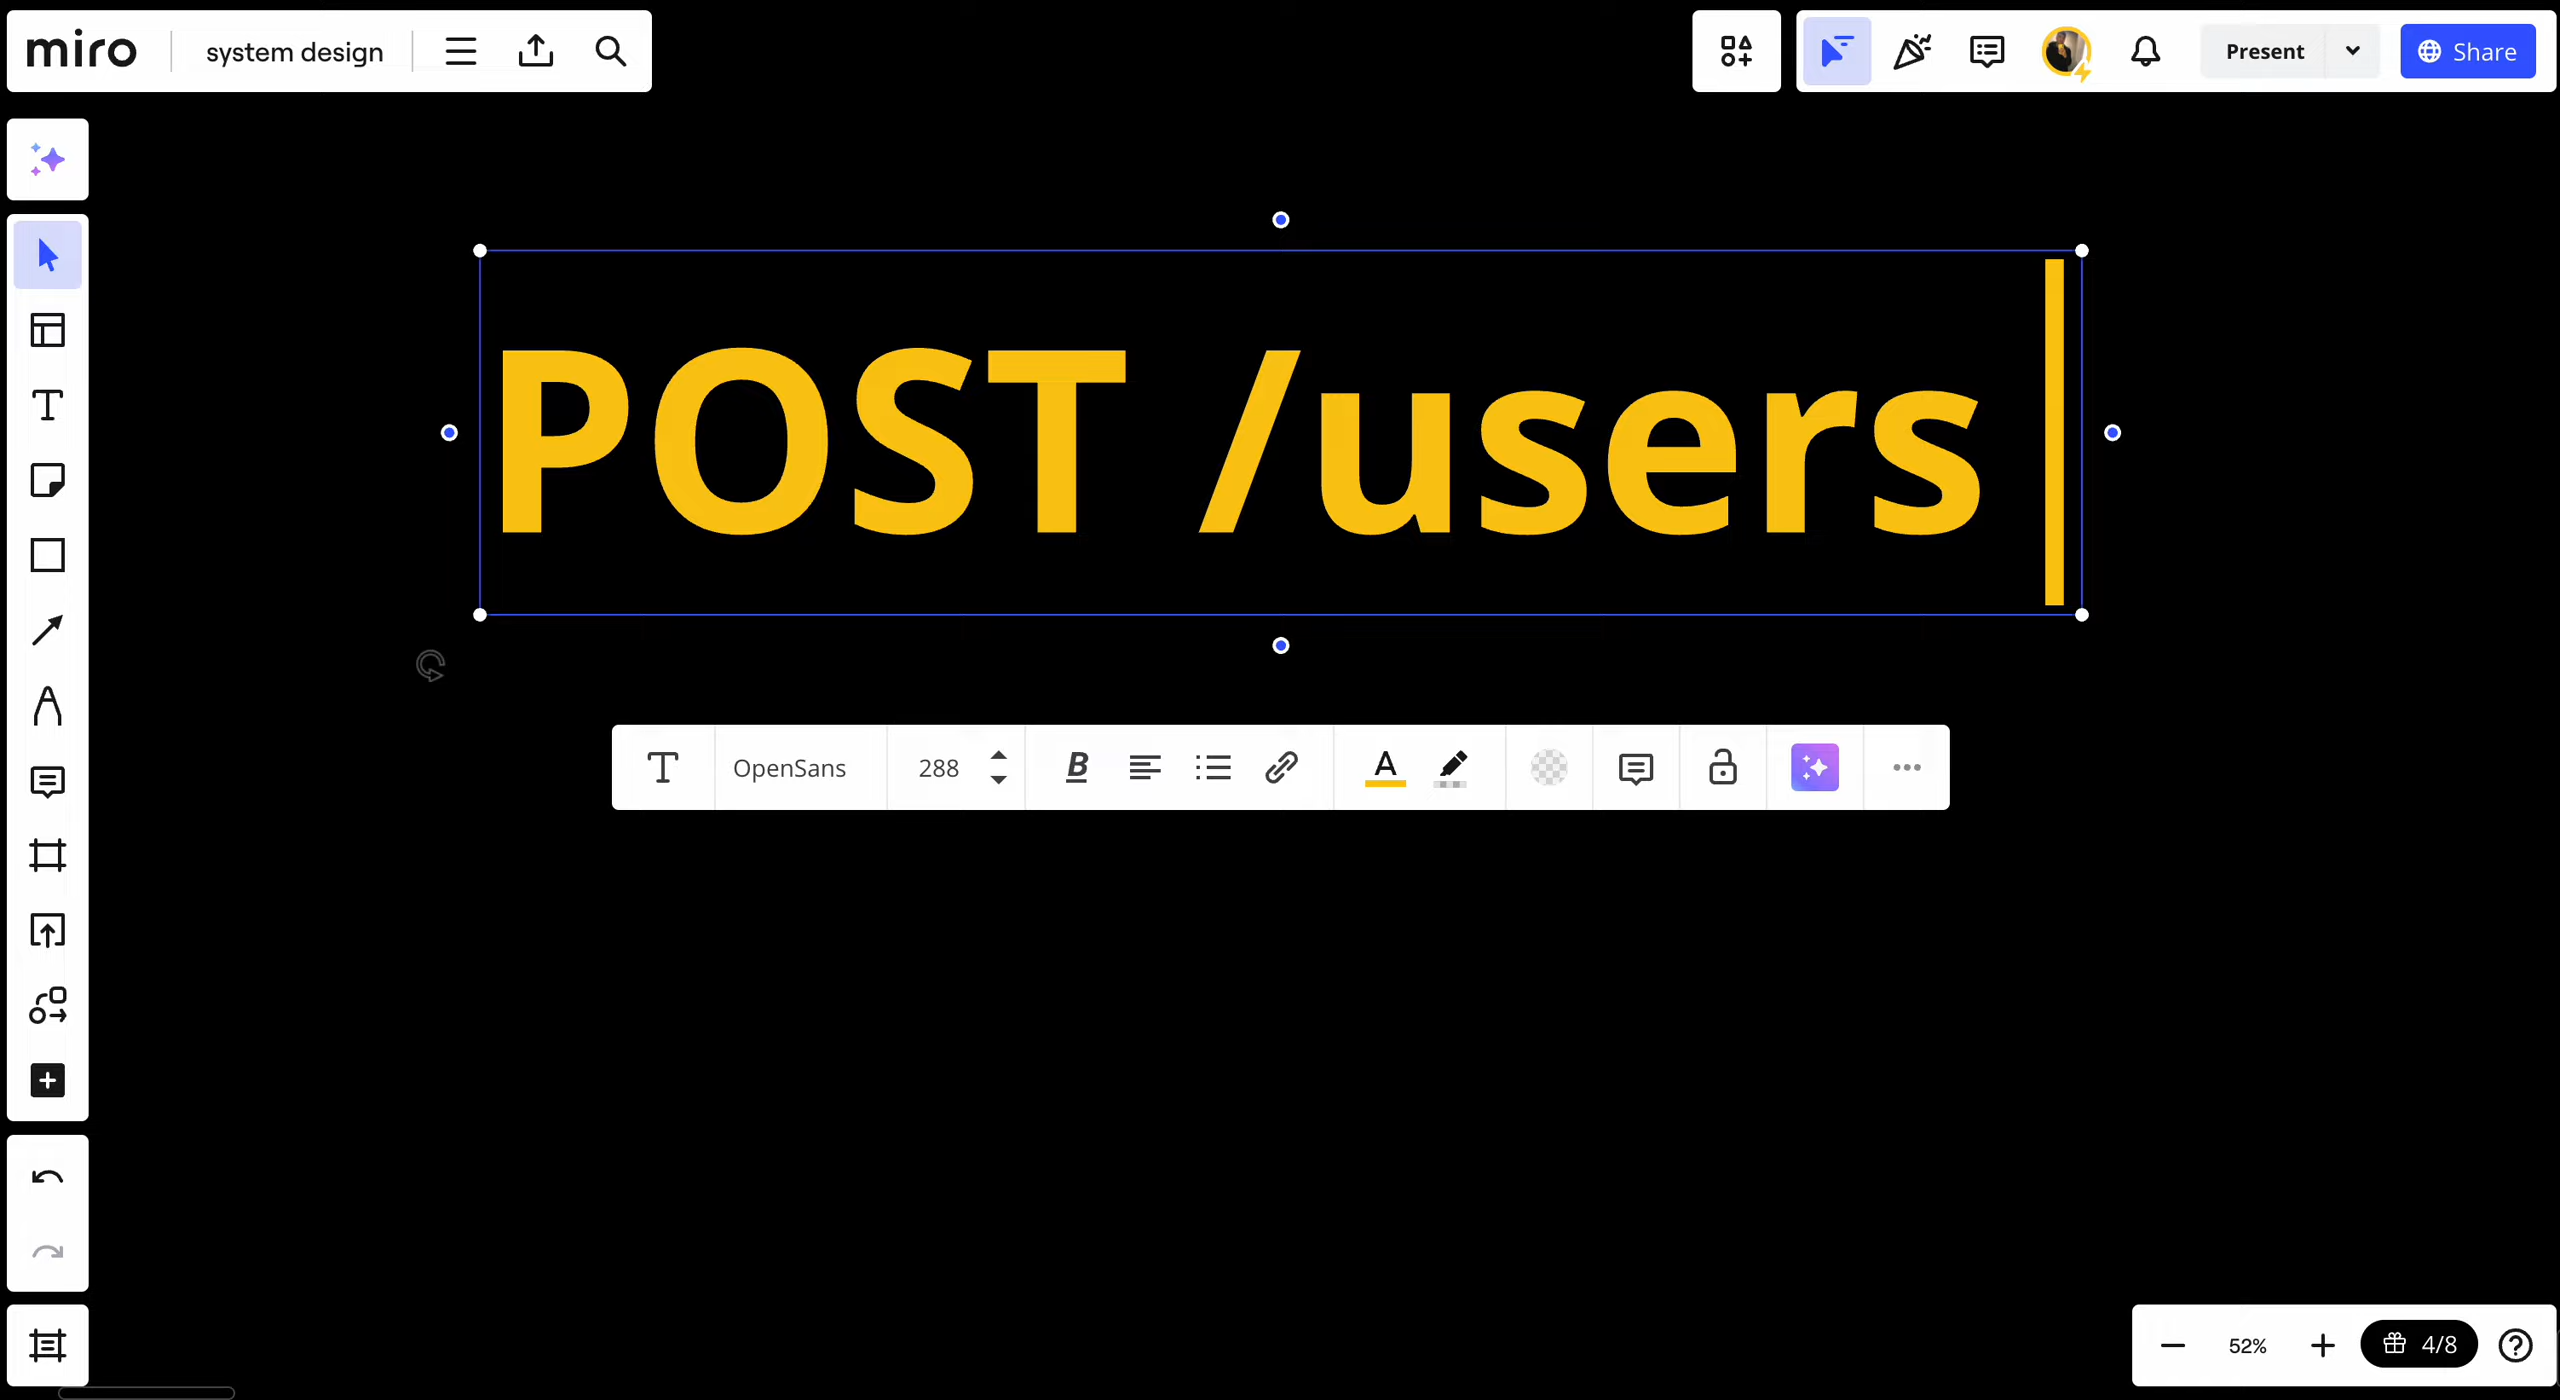 miro
system design
Present
Share
POST /users
OpenSans
288
B
A
52%
4/8